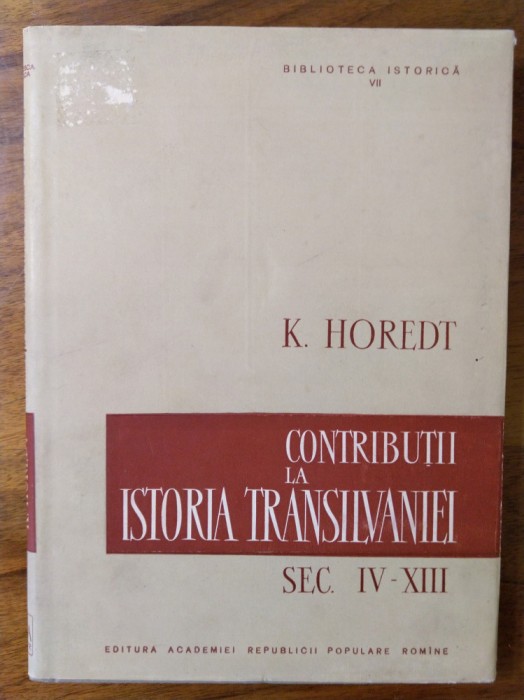 BIBLIOTECA ISTORICĂ
VII
K. HOREDT
CONTRIBUȚII
LA
ISTORIA TRANSILVANIEI
SEC. IV-XIII
EDITURA ACADEMIEI REPUBLICII POPULARE ROMÎNE